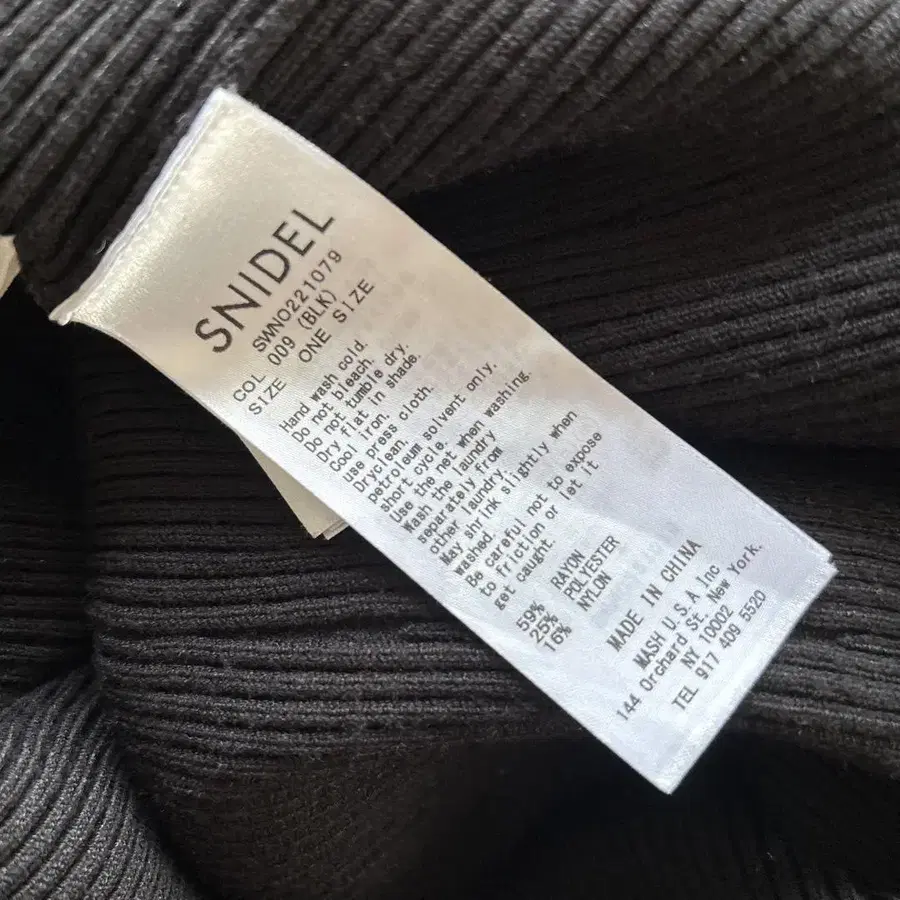 SNIDEL
SWNO221079
COL 009 (BLK)
SIZE ONE SIZE
Hand wash cold.
Do not bleach.
Do not tumble dry.
Dry flat in shade.
Cool iron.
use press cloth.
Dryclean.
petroleum solvent only.
short cycle.
Use the net when washing.
Wash the laundry
separately from
other laundry.
May shrink slightly when
washed.
Be careful not to expose
to friction or let it
get caught.
59% RAYON
25% POLYESTER
16% NYLON
MADE IN CHINA
MASH U.S.A Inc
144 Orchard St. New York.
NY 10002
TEL 917 409 5520